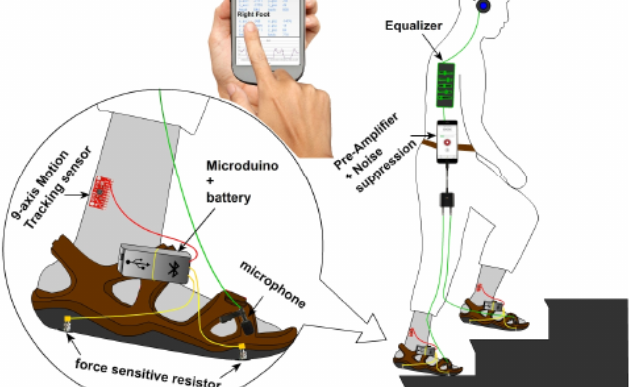 Right Foot
Equalizer
Pre-Amplifier
+ Noise
suppression
9-axis Motion
Tracking sensor
Microduino
+
battery
microphone
force sensitive resistor